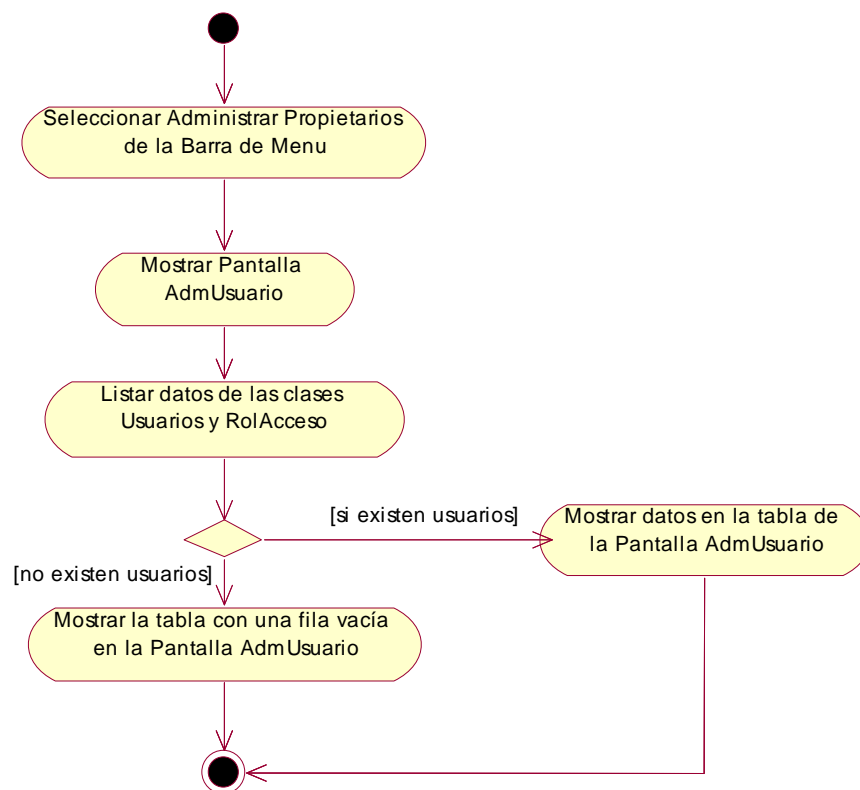 Seleccionar Administrar Propietarios
de la Barra de Menu
Mostrar Pantalla
AdmUsuario
Listar datos de las clases
Usuarios y RolAcceso
[si existen usuarios]
Mostrar datos en la tabla de
la Pantalla AdmUsuario
[no existen usuarios]
Mostrar la tabla con una fila vacía
en la Pantalla AdmUsuario